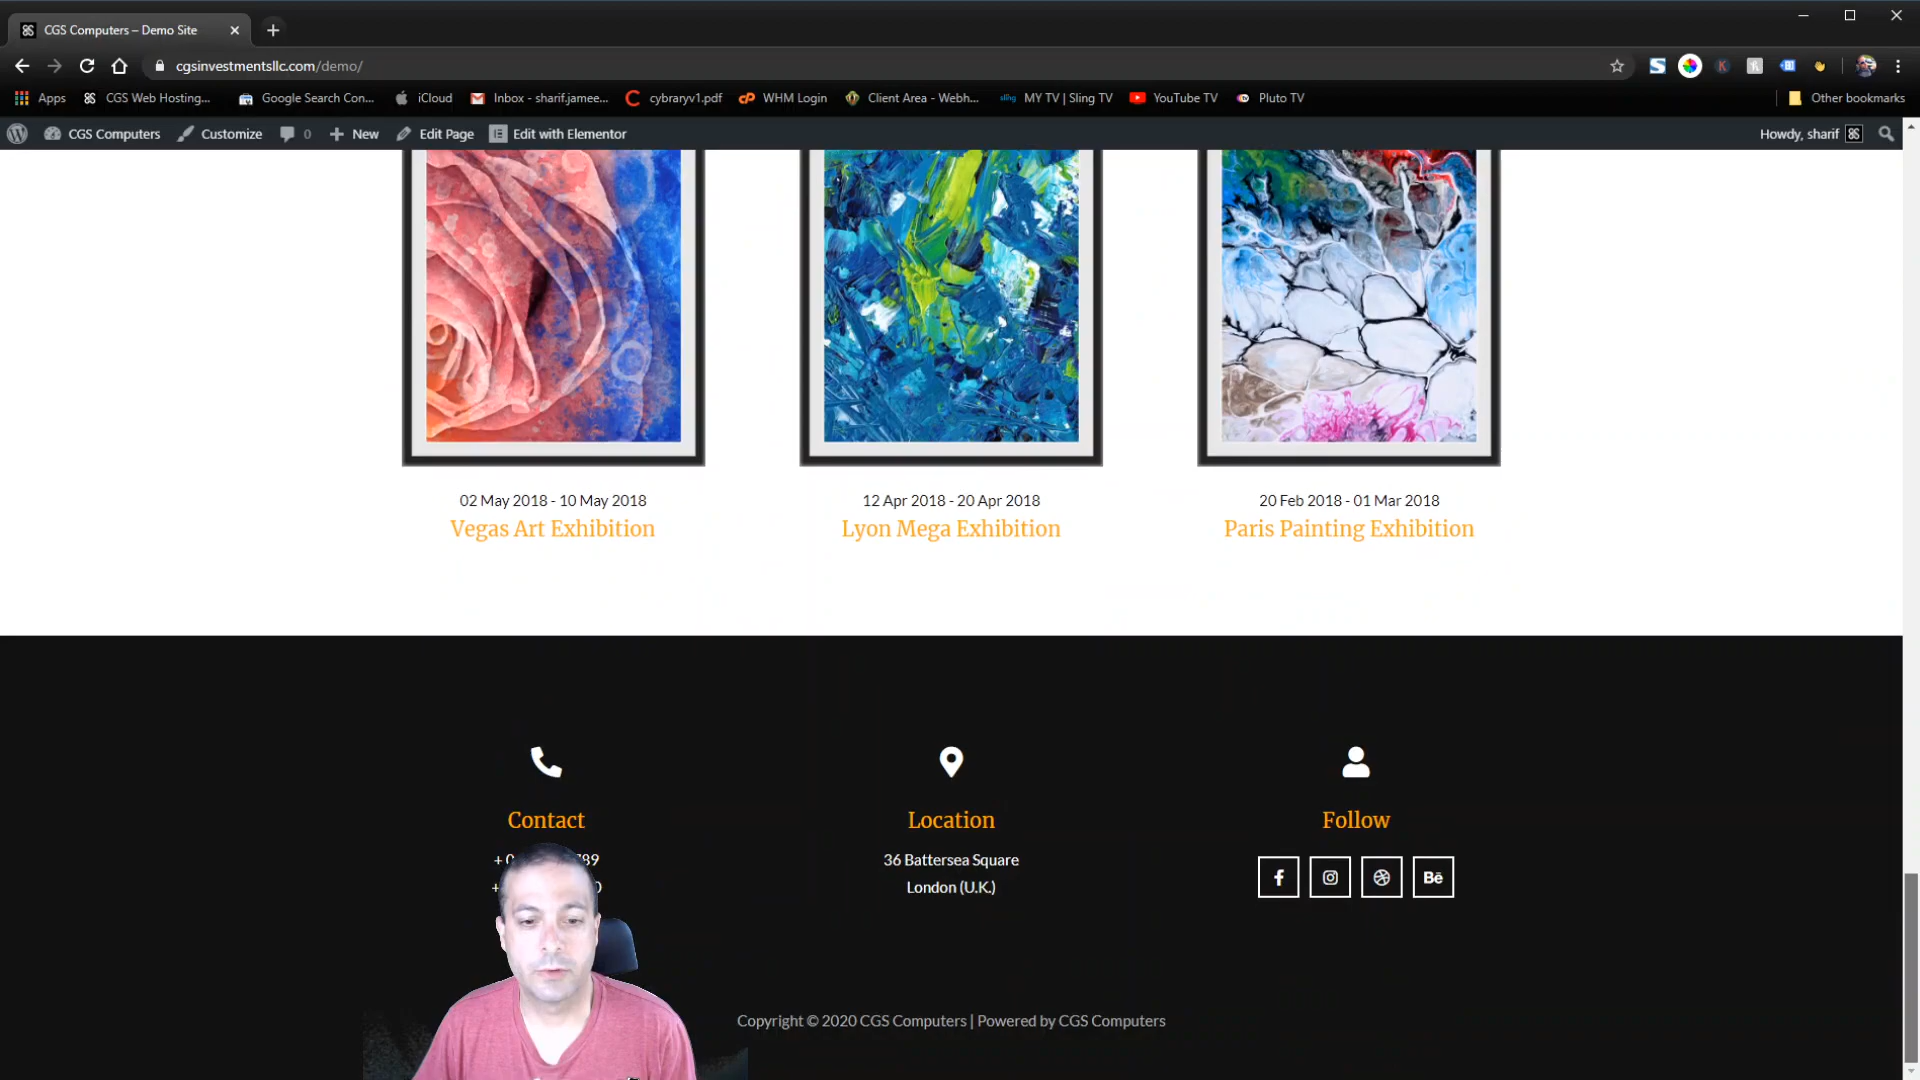 CGS Computers – Demo Site
cgsinvestmentsllc.com/demo/
Apps CGS Web Hosting... Google Search Con... iCloud Inbox - sharif.jamee... cybraryv1.pdf WHM Login Client Area - Webh... sling MY TV | Sling TV YouTube TV Pluto TV Other bookmarks
CGS Computers Customize 0 New Edit Page Edit with Elementor Howdy, sharif
02 May 2018 - 10 May 2018
Vegas Art Exhibition
12 Apr 2018 - 20 Apr 2018
Lyon Mega Exhibition
20 Feb 2018 - 01 Mar 2018
Paris Painting Exhibition
Contact
Location
36 Battersea Square
London (U.K.)
Follow
Copyright © 2020 CGS Computers | Powered by CGS Computers